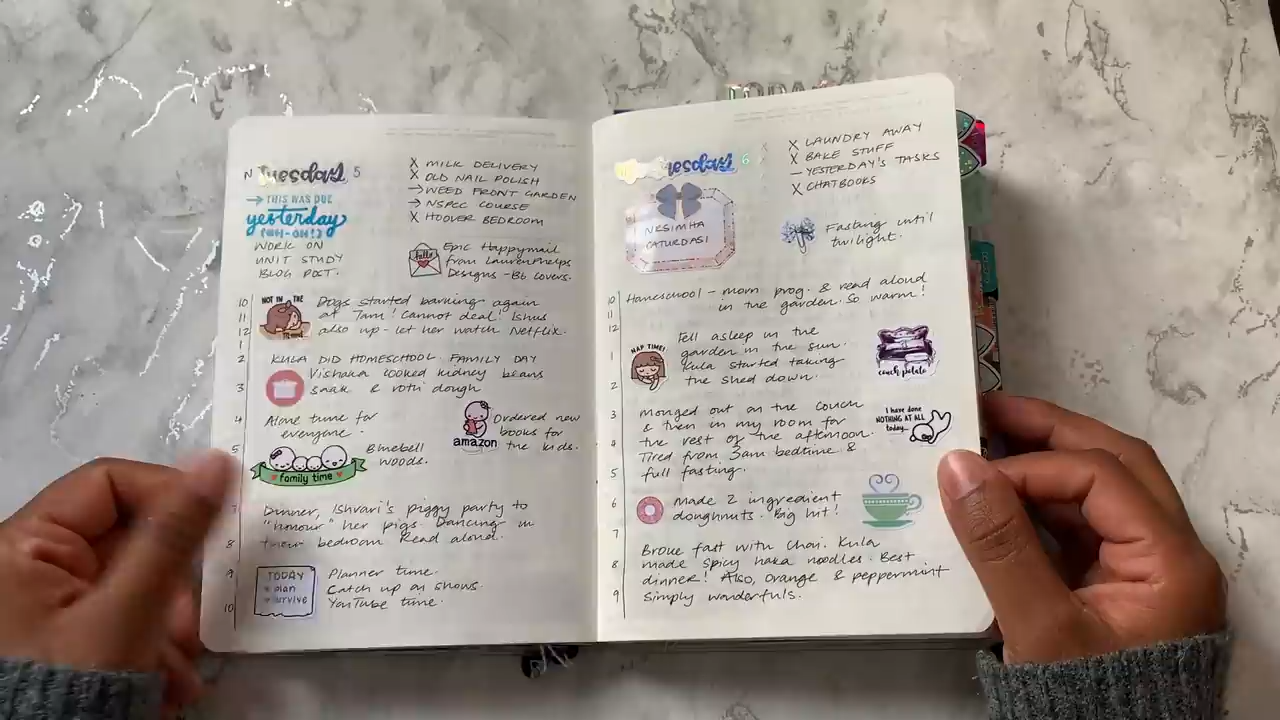 Tuesday 5
→ THIS WAS DUE
yesterday
(UH-OH!)
WORK ON
UNIT STUDY
BLOG POST.
X MILK DELIVERY
X OLD NAIL POLISH
→ WEED FRONT GARDEN
→ NSPCC COURSE
X HOOVER BEDROOM
hello
Epic Happymail
from LaurenPhelps
Designs - B6 lovers.
10
11
12
1
2
3
4
5
8
9
10
NOT IN THE
Dogs started barking again
at 7am! Cannot deal! Ishus
also up - let her watch Netflix.
KULA DID HOMESCHOOL. FAMILY DAY
Vishaka cooked kidney beans
saak & roti dough
Alone time for
everyone.
amazon
Ordered new
books for
the kids.
family time
Bluebell
woods.
Dinner, Ishvari's piggy party to
"honour" her pigs. Dancing in
their bedroom. Read aloud.
TODAY
plan
survive
Planner time.
Catch up on shows.
YouTube time.
TODAY
uesday 6
X LAUNDRY AWAY
X BAKE STUFF
— YESTERDAY'S TASKS
X CHATBOOKS
NRSIMHA
CATURDASI
Fasting until
twilight.
10
11
12
1
2
3
4
5
6
7
8
9
Homeschool - morn prog. & read aloud
in the garden. So warm!
NAP TIME!
Fell asleep in the
garden in the sun.
Kula started taking
the shed down.
couch potato
Monged out on the couch
& then in my room for
the rest of the afternoon.
Tired from 3am bedtime &
full fasting.
I have done
NOTHING AT ALL
today...
Made 2 ingredient
doughnuts. Big hit!
Broke fast with Chai. Kula
made spicy haka noodles. Best
dinner! Also, orange & peppermint
Simply wonderfuls.